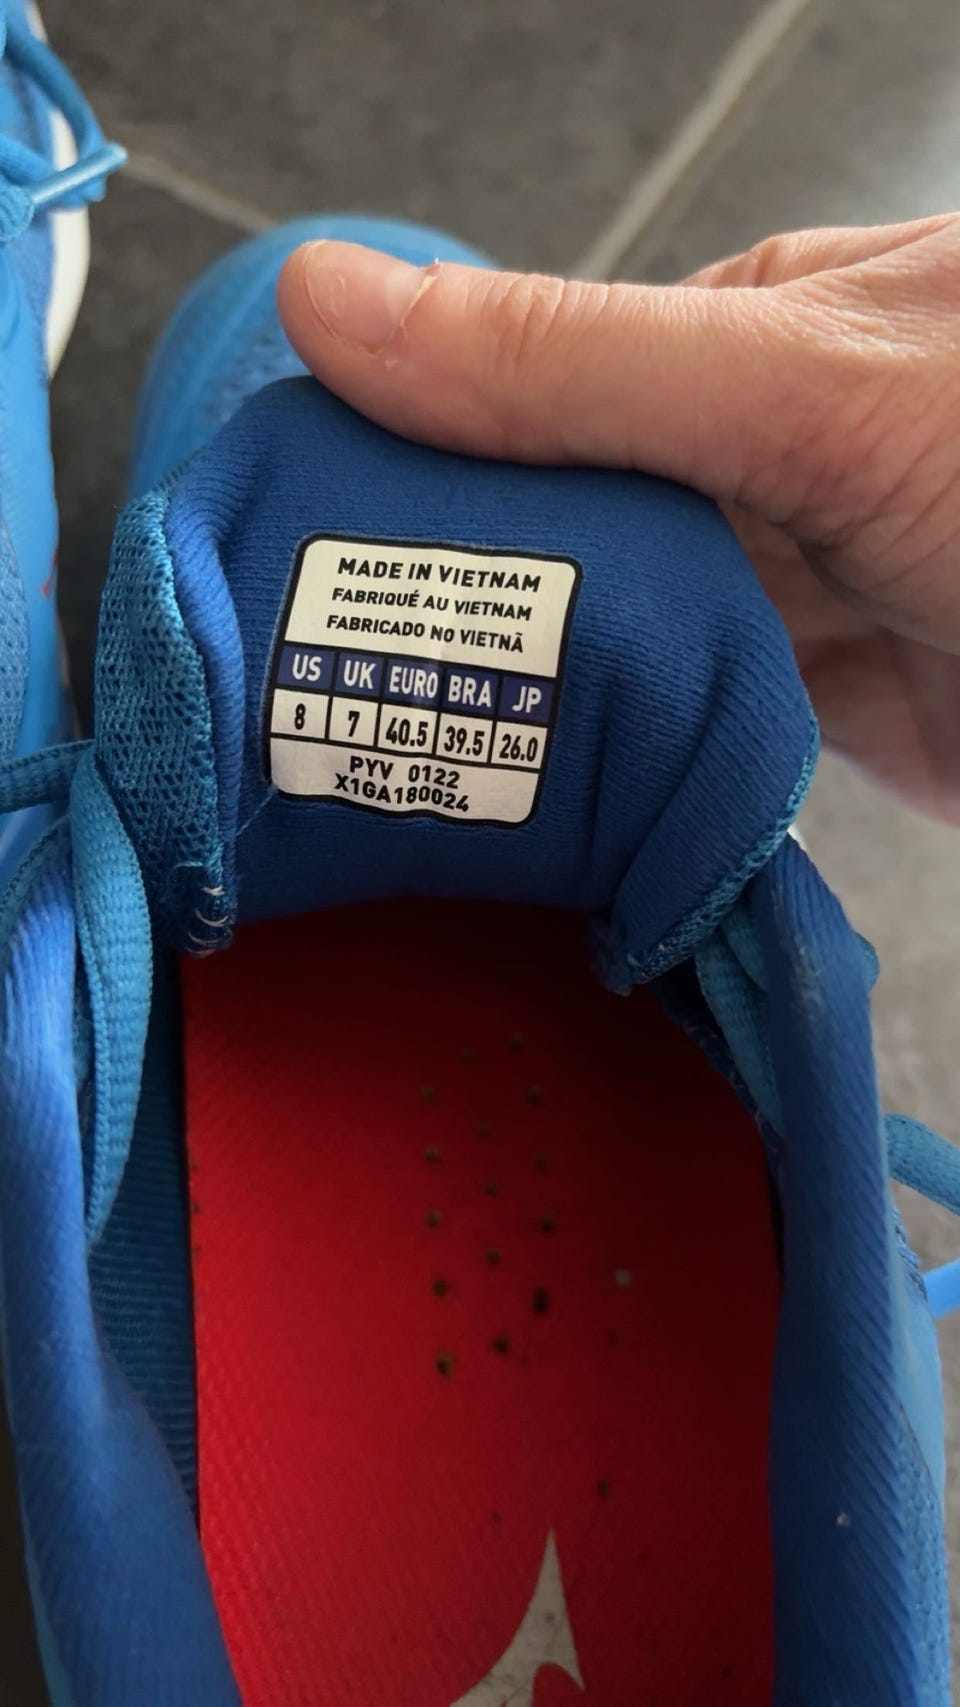 MADE IN VIETNAM
FABRIQUÉ AU VIETNAM
FABRICADO NO VIETNÃ
US UK EURO BRA JP
8 7 40.5 39.5 26.0
PYV 0122
X1GA180024